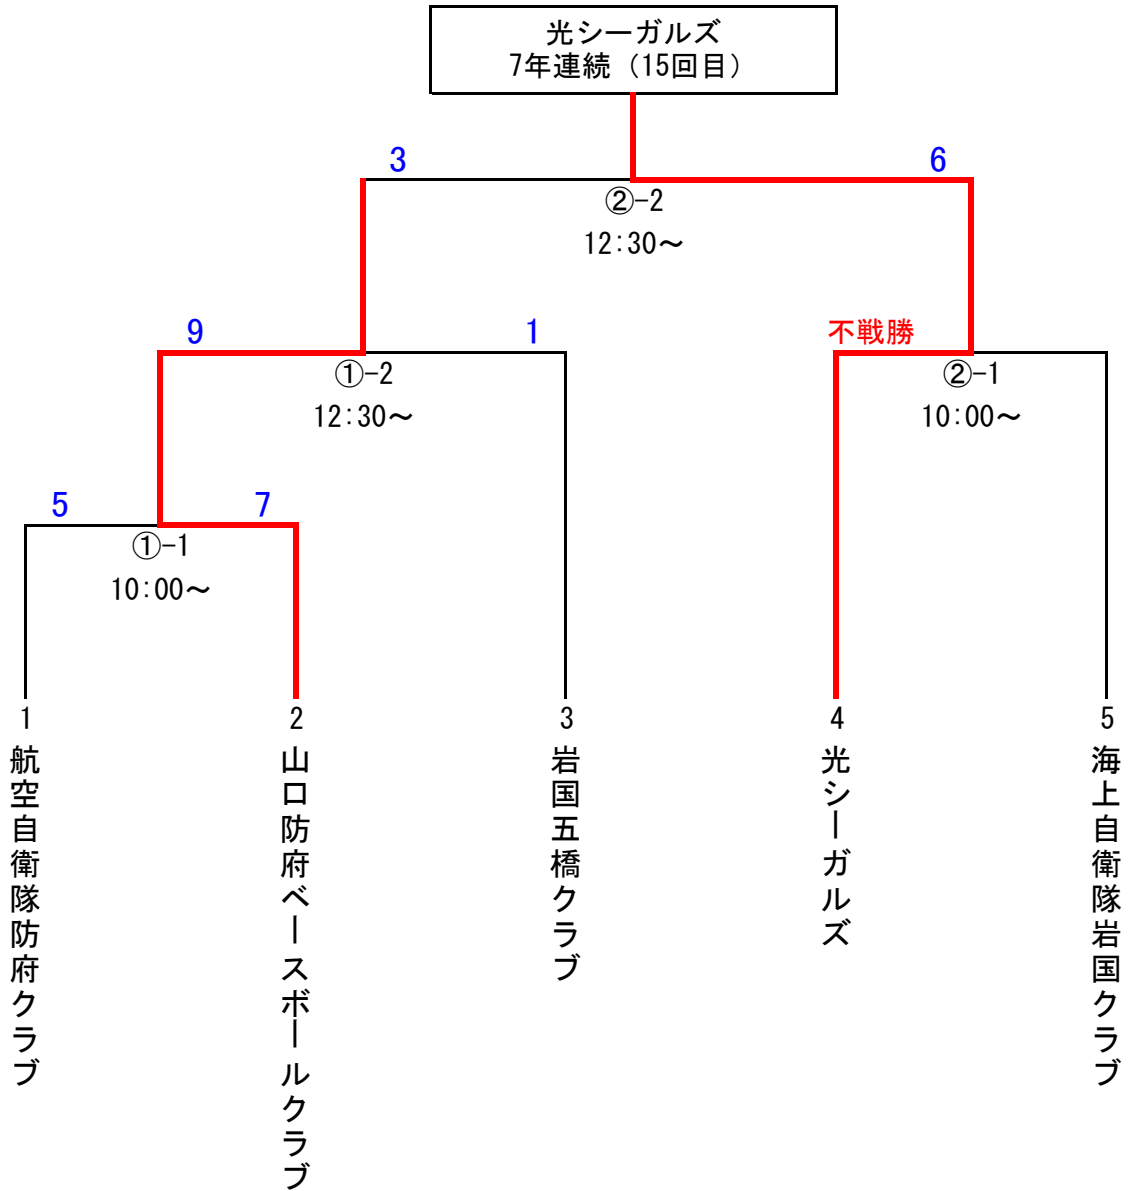 光シーガルズ
7年連続（15回目）
3
6
②-2
12:30～
9
1
不戦勝
①-2
12:30～
②-1
10:00～
5
7
①-1
10:00～
1
2
3
4
5
航空自衛隊防府クラブ
山口防府ベースボールクラブ
岩国五橋クラブ
光シーガルズ
海上自衛隊岩国クラブ